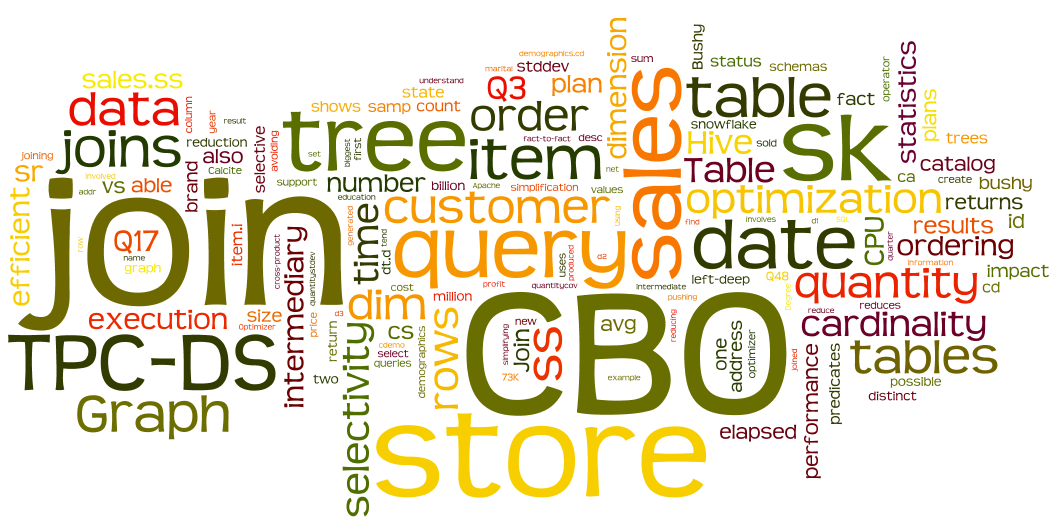 demographics.cd
sum
understand
marital
stddev
Bushy
status
schemas
operator
statistics
plans
sales.ss
data
column
year
result
state
samp
count
shows
Q3
plan
dimension
order
sales
table
fact
snowflake
sold
sk
trees
joins
reduction
also
Calcite
selective
avoiding
set
biggest
first
tree
fact-to-fact
desc
item
net
Hive
Table
catalog
ca
create
bushy
joining
sr
involved
addr
vs
able
brand
support
number
billion
Apache
simplification
values
education
optimization
returns
join
Q17
name
graph
row
efficient
item.i
cross-product
quantitystdev
generated
time
customer
using
find
involves
d1
SQL
date
CPU
quarter
results
id
ordering
information
dt.d
tend
query
uses
produced
d2
left-deep
Q48
Degree
impact
cd
intermediary
dim
cost
profit
quantitycov
Intermediate
pushing
quantity
reduces
reduce
execution
size
Optimizer
price
d3
return
million
rows
CBO
simplifying
new
Join
73K
ss
avg
example
reducing
one
address
optimizer
joined
cardinality
TPC-DS
two
selectivity
cs
cdemo
select
queries
demographics
performance
predicates
tables
possible
distinct
Graph
store
elapsed